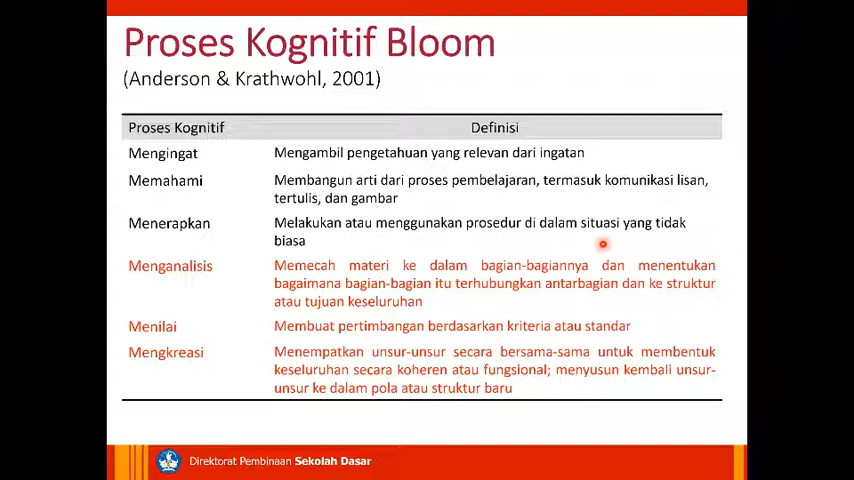 Proses Kognitif Bloom
(Anderson & Krathwohl, 2001)
Proses Kognitif Definisi
Mengingat Mengambil pengetahuan yang relevan dari ingatan
Memahami Membangun arti dari proses pembelajaran, termasuk komunikasi lisan,
tertulis, dan gambar
Menerapkan Melakukan atau menggunakan prosedur di dalam situasi yang tidak
biasa
Menganalisis Memecah materi ke dalam bagian-bagiannya dan menentukan
bagaimana bagian-bagian itu terhubungkan antarbagian dan ke struktur
atau tujuan keseluruhan
Menilai Membuat pertimbangan berdasarkan kriteria atau standar
Mengkreasi Menempatkan unsur-unsur secara bersama-sama untuk membentuk
keseluruhan secara koheren atau fungsional; menyusun kembali unsur-
unsur ke dalam pola atau struktur baru
Direktorat Pembinaan Sekolah Dasar